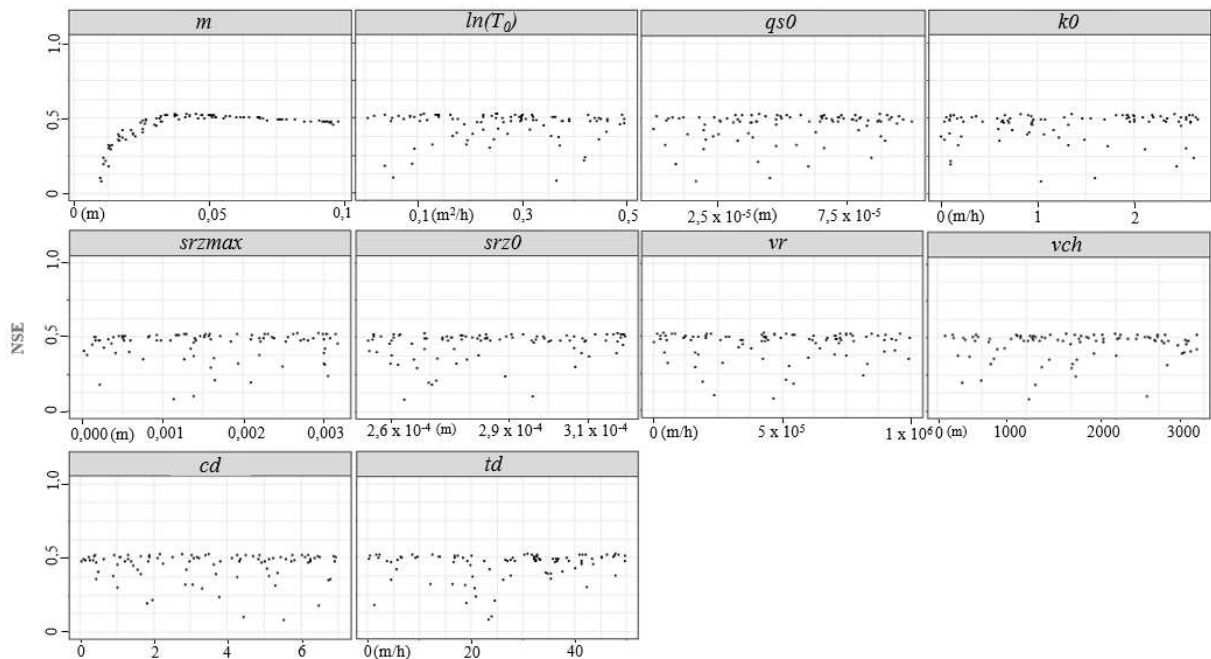 m
ln(T₀)
qs0
k0
1,0
0,5
0
0 (m) 0,05 0,1
0,1 (m²/h) 0,3 0,5
2,5 x 10⁻⁵ (m) 7,5 x 10⁻⁵
0 (m/h) 1 2
srzmax
srz0
vr
vch
NSE
1,0
0,5
0
0,000 (m) 0,001 0,002 0,003
2,6 x 10⁻⁴ (m) 2,9 x 10⁻⁴ 3,1 x 10⁻⁴
0 (m/h) 5 x 10⁵ 1 x 10⁶
0 (m) 1000 2000 3000
cd
td
1,0
0,5
0
0 2 4 6
0 (m/h) 20 40